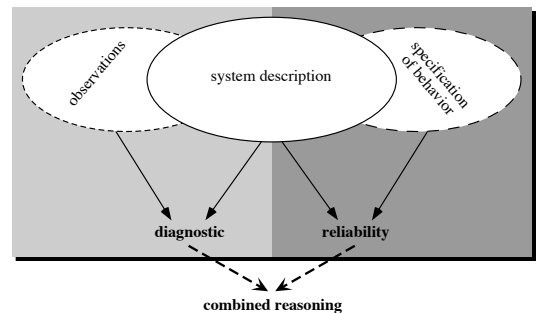 observations
system description
specification
of behavior
diagnostic
reliability
combined reasoning